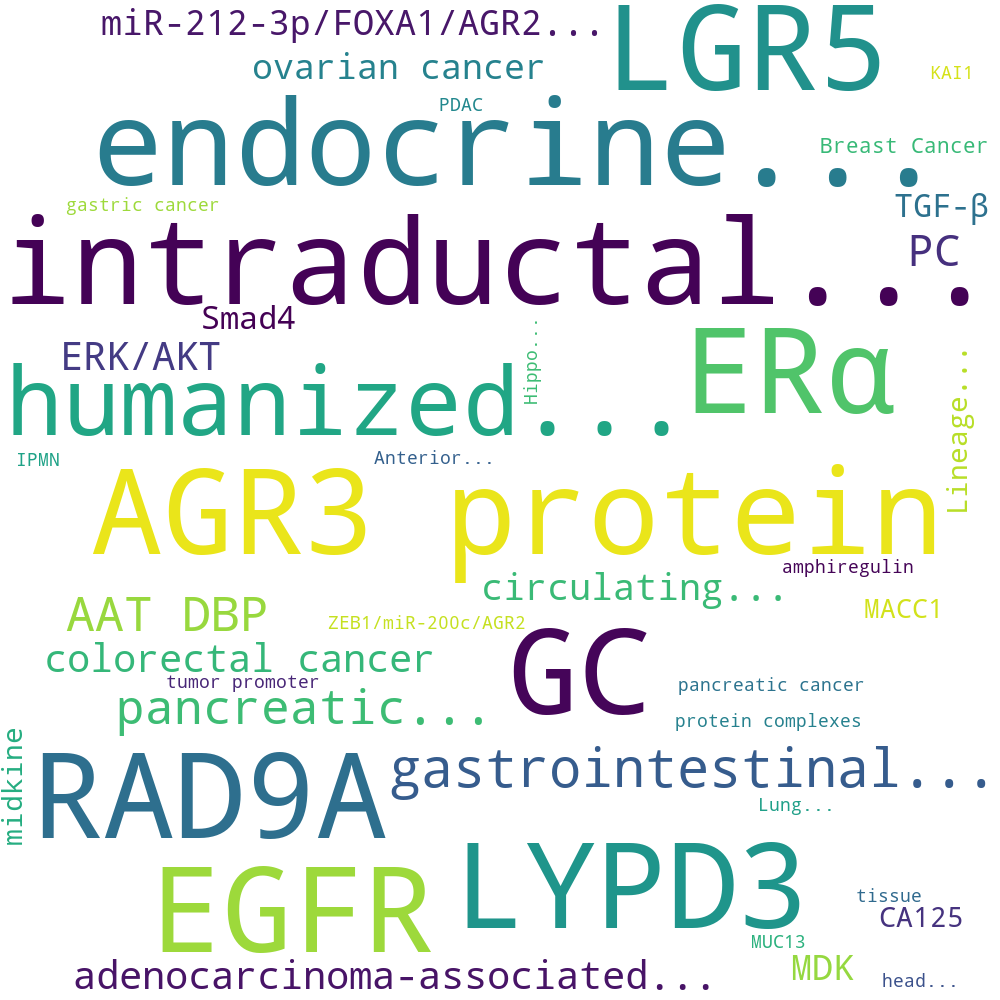 miR-212-3p/FOXA1/AGR2...
LGR5
ovarian cancer
KAI1
PDAC
endocrine...
Breast Cancer
gastric cancer
TGF-β
intraductal...
PC
Smad4
ERK/AKT
Hippo...
ERα
humanized...
Lineage...
IPMN
Anterior...
AGR3 protein
amphiregulin
circulating...
AAT DBP
MACC1
ZEB1/miR-200c/AGR2
GC
colorectal cancer
tumor promoter
pancreatic cancer
pancreatic...
protein complexes
midkine
RAD9A
gastrointestinal...
Lung...
EGFR
LYPD3
tissue
CA125
MUC13
adenocarcinoma-associated...
MDK
head...